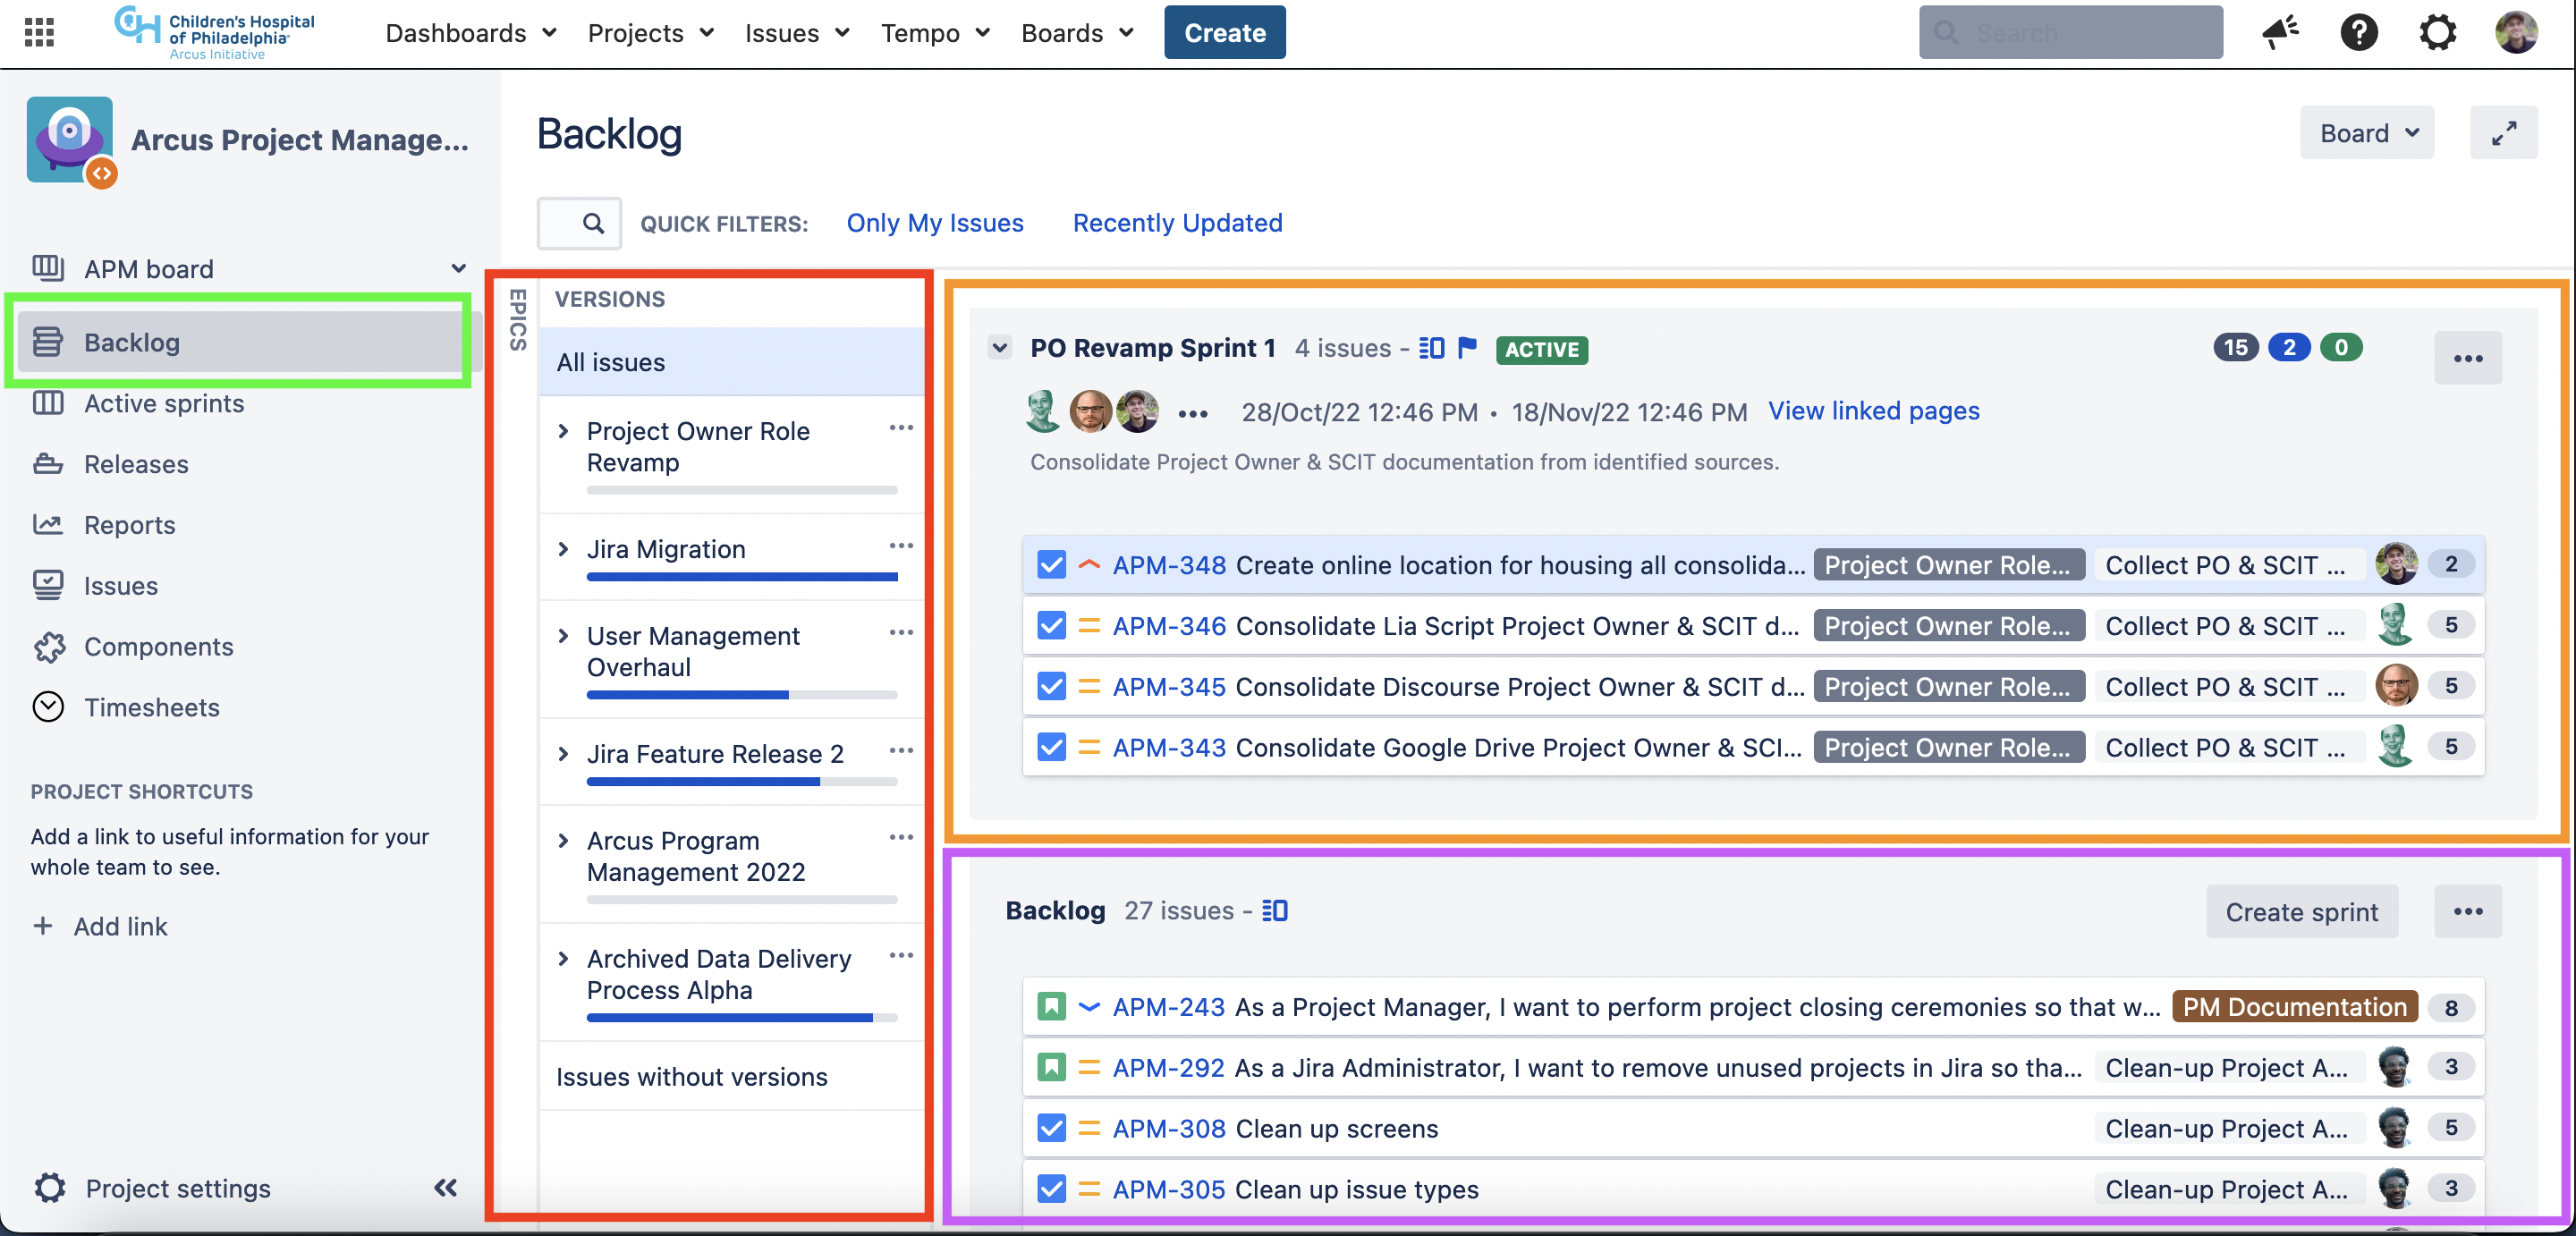 Children's Hospital
of Philadelphia
Arcus Initiative
Dashboards
Projects
Issues
Tempo
Boards
Create
Search
Arcus Project Manage...
APM board
Backlog
Active sprints
Releases
Reports
Issues
Components
Timesheets
PROJECT SHORTCUTS
Add a link to useful information for your
whole team to see.
+ Add link
Project settings
Backlog
Board
QUICK FILTERS: Only My Issues Recently Updated
EPICS
VERSIONS
All issues
Project Owner Role
Revamp
Jira Migration
User Management
Overhaul
Jira Feature Release 2
Arcus Program
Management 2022
Archived Data Delivery
Process Alpha
Issues without versions
PO Revamp Sprint 1 4 issues - ACTIVE 15 2 0
28/Oct/22 12:46 PM • 18/Nov/22 12:46 PM View linked pages
Consolidate Project Owner & SCIT documentation from identified sources.
APM-348 Create online location for housing all consolida... Project Owner Role... Collect PO & SCIT ... 2
APM-346 Consolidate Lia Script Project Owner & SCIT d... Project Owner Role... Collect PO & SCIT ... 5
APM-345 Consolidate Discourse Project Owner & SCIT d... Project Owner Role... Collect PO & SCIT ... 5
APM-343 Consolidate Google Drive Project Owner & SCI... Project Owner Role... Collect PO & SCIT ... 5
Backlog 27 issues - Create sprint
APM-243 As a Project Manager, I want to perform project closing ceremonies so that w... PM Documentation 8
APM-292 As a Jira Administrator, I want to remove unused projects in Jira so tha... Clean-up Project A... 3
APM-308 Clean up screens Clean-up Project A... 5
APM-305 Clean up issue types Clean-up Project A... 3